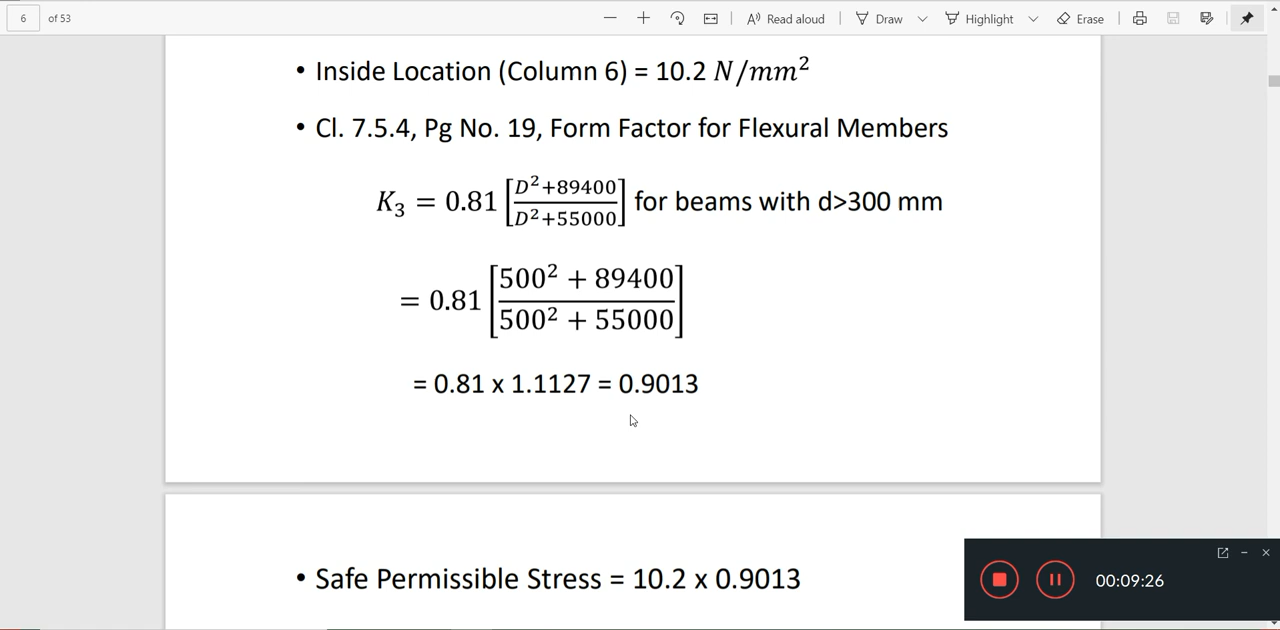 6 of 53 Read aloud Draw Highlight Erase
• Inside Location (Column 6) = 10.2 N/mm²
• Cl. 7.5.4, Pg No. 19, Form Factor for Flexural Members
K₃ = 0.81 [D²+89400 / D²+55000] for beams with d>300 mm
= 0.81 [500² + 89400 / 500² + 55000]
= 0.81 x 1.1127 = 0.9013
• Safe Permissible Stress = 10.2 x 0.9013
00:09:26